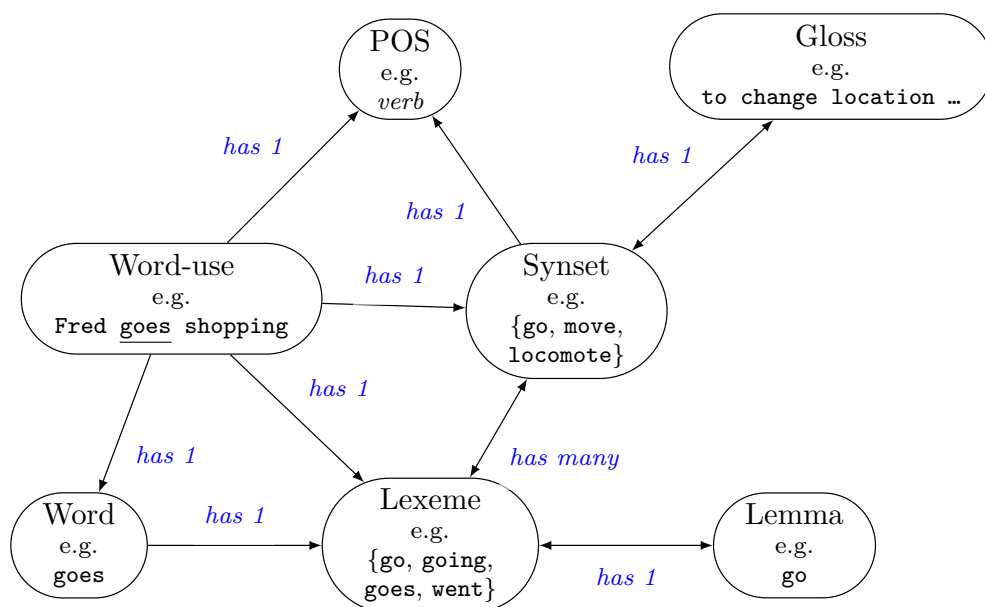 POS
e.g.
verb
Gloss
e.g.
to change location …
has 1
has 1
has 1
Word-use
e.g.
Fred goes shopping
has 1
Synset
e.g.
{go, move,
locomote}
has 1
has 1
has many
Word
e.g.
goes
has 1
Lexeme
e.g.
{go, going,
goes, went}
has 1
Lemma
e.g.
go